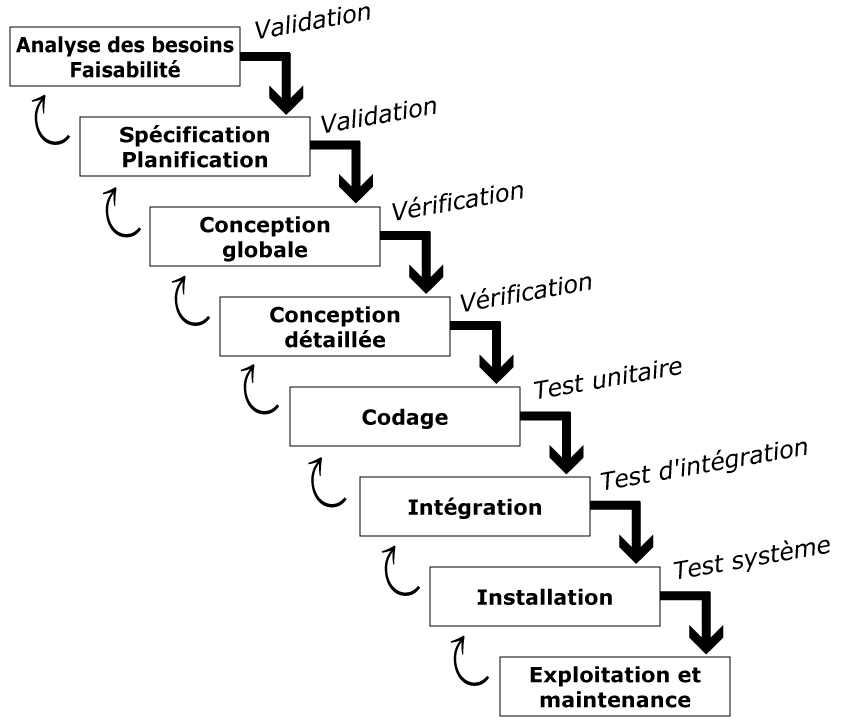 Validation
Analyse des besoins
Faisabilité
Validation
Spécification
Planification
Vérification
Conception
globale
Vérification
Conception
détaillée
Test unitaire
Codage
Test d'intégration
Intégration
Test système
Installation
Exploitation et
maintenance